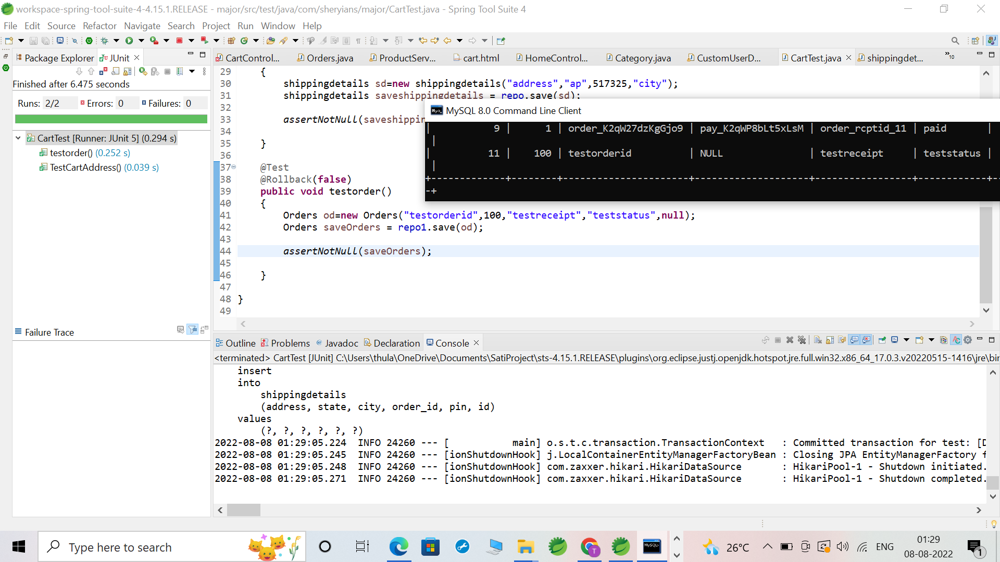 workspace-spring-tool-suite-4-4.15.1.RELEASE - major/src/test/java/com/sheryians/major/CartTest.java - Spring Tool Suite 4
File Edit Source Refactor Navigate Search Project Run Window Help
Package Explorer JUnit
Finished after 6.475 seconds
Runs: 2/2 Errors: 0 Failures: 0
CartTest [Runner: JUnit 5] (0.294 s)
testorder() (0.252 s)
TestCartAddress() (0.039 s)
Failure Trace
CartControl... Orders.java ProductServ... cart.html HomeControl... Category.java CustomUserD... CartTest.java shippingdet... »10
29 {
30 shippingdetails sd=new shippingdetails("address","ap",517325,"city");
31 shippingdetails saveshippingdetails = repo.save(sd);
32
33 assertNotNull(saveshippin
34
35 }
36
37 @Test
38 @Rollback(false)
39 public void testorder()
40 {
41 Orders od=new Orders("testorderid",100,"testreceipt","teststatus",null);
42 Orders saveOrders = repo1.save(od);
43
44 assertNotNull(saveOrders);
45
46 }
47
48 }
49
MySQL 8.0 Command Line Client
| 9 | 1 | order_K2qW27dzKgGjo9 | pay_K2qWP8bLt5xLsM | order_rcptid_11 | paid |
|
| 11 | 100 | testorderid | NULL | testreceipt | teststatus |
|
+-------------+--------+----------------------+--------------------+-----------------+------------+-
-+
Outline Problems @ Javadoc Declaration Console
<terminated> CartTest [JUnit] C:\Users\thula\OneDrive\Documents\SatiProject\sts-4.15.1.RELEASE\plugins\org.eclipse.justj.openjdk.hotspot.jre.full.win32.x86_64_17.0.3.v20220515-1416\jre\bin
insert
into
shippingdetails
(address, state, city, order_id, pin, id)
values
(?, ?, ?, ?, ?, ?)
2022-08-08 01:29:05.224 INFO 24260 --- [ main] o.s.t.c.transaction.TransactionContext : Committed transaction for test: [D
2022-08-08 01:29:05.245 INFO 24260 --- [ionShutdownHook] j.LocalContainerEntityManagerFactoryBean : Closing JPA EntityManagerFactory f
2022-08-08 01:29:05.248 INFO 24260 --- [ionShutdownHook] com.zaxxer.hikari.HikariDataSource : HikariPool-1 - Shutdown initiated.
2022-08-08 01:29:05.271 INFO 24260 --- [ionShutdownHook] com.zaxxer.hikari.HikariDataSource : HikariPool-1 - Shutdown completed.
Type here to search
26°C
ENG
01:29
08-08-2022
1